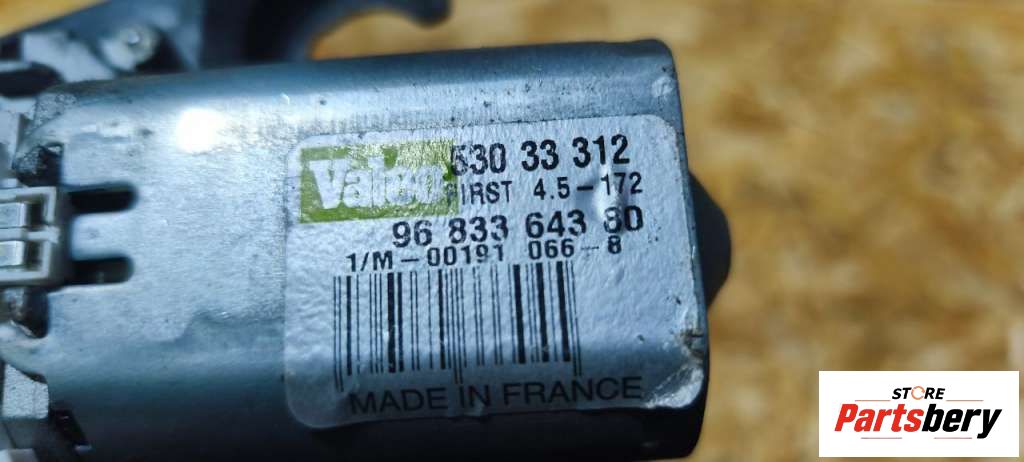 Valeo 530 33 312
FIRST 4.5-172
96 833 643 80
1/M-00191 066-8
MADE IN FRANCE
STORE
Partsbery